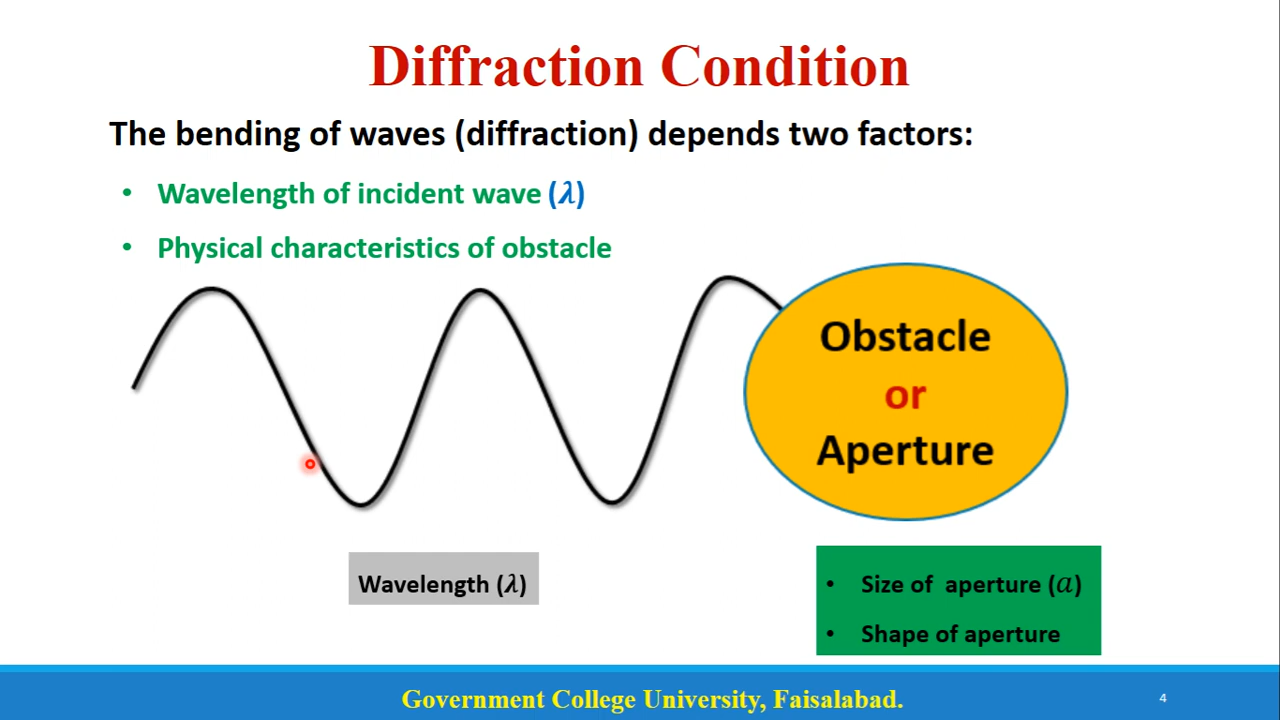 Diffraction Condition
The bending of waves (diffraction) depends two factors:
• Wavelength of incident wave (λ)
• Physical characteristics of obstacle
Obstacle
or
Aperture
Wavelength (λ)
• Size of aperture (a)
• Shape of aperture
Government College University, Faisalabad.
4